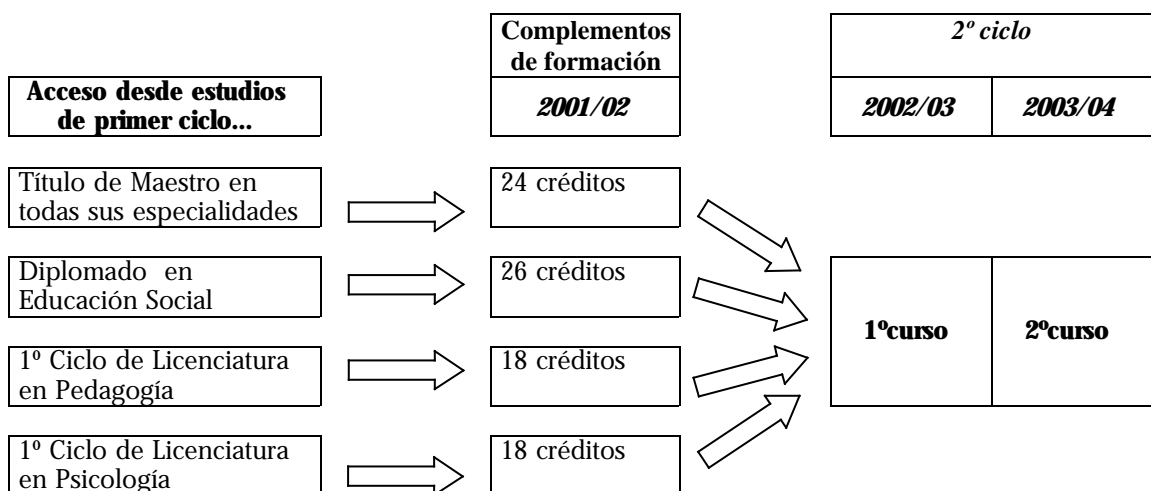 Complementos
de formación
2º ciclo
Acceso desde estudios
de primer ciclo...
2001/02
2002/03
2003/04
Título de Maestro en
todas sus especialidades
24 créditos
Diplomado en
Educación Social
26 créditos
1ºcurso
2ºcurso
1º Ciclo de Licenciatura
en Pedagogía
18 créditos
1º Ciclo de Licenciatura
en Psicología
18 créditos